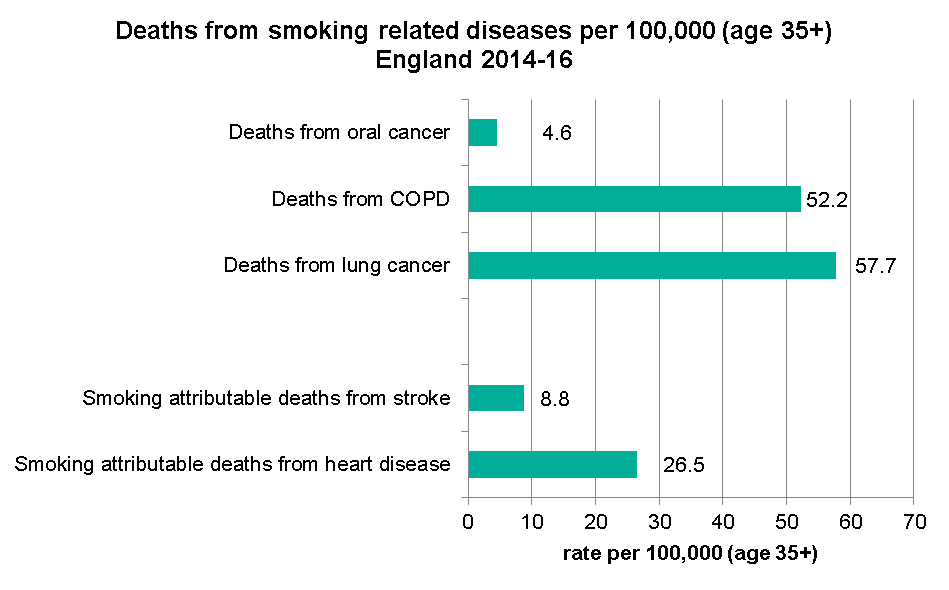 Deaths from smoking related diseases per 100,000 (age 35+)
England 2014-16
Deaths from oral cancer 4.6
Deaths from COPD 52.2
Deaths from lung cancer 57.7
Smoking attributable deaths from stroke 8.8
Smoking attributable deaths from heart disease 26.5
0 10 20 30 40 50 60 70
rate per 100,000 (age 35+)